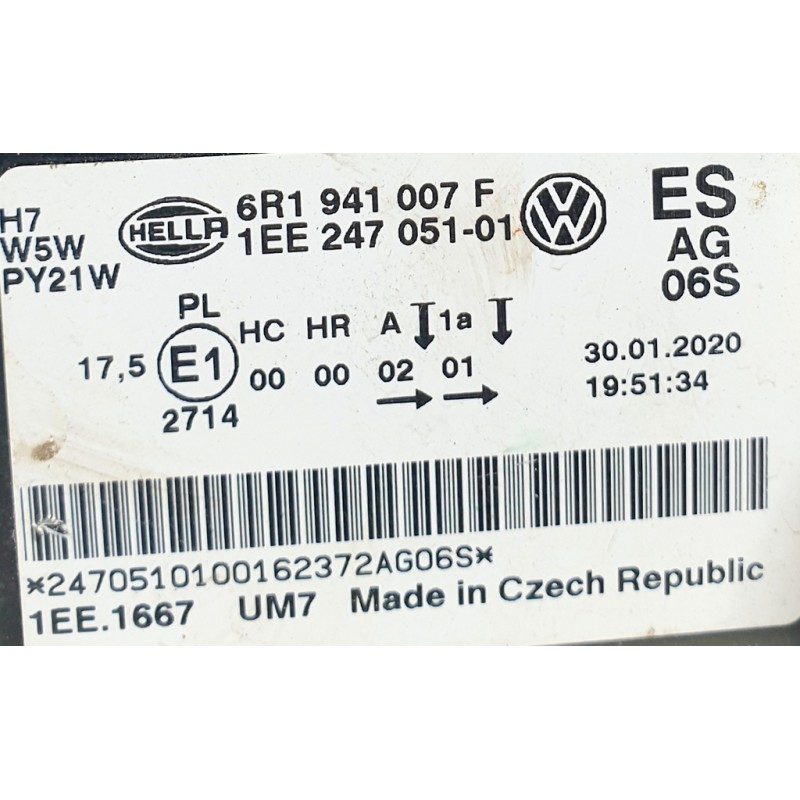 H7
W5W
PY21W
HELLA
6R1 941 007 F
1EE 247 051-01
VW
ES
AG
06S
PL
17,5 E1
2714
HC HR A 1a
00 00 02 01
30.01.2020
19:51:34
*2470510100162372AG06S*
1EE.1667 UM7 Made in Czech Republic